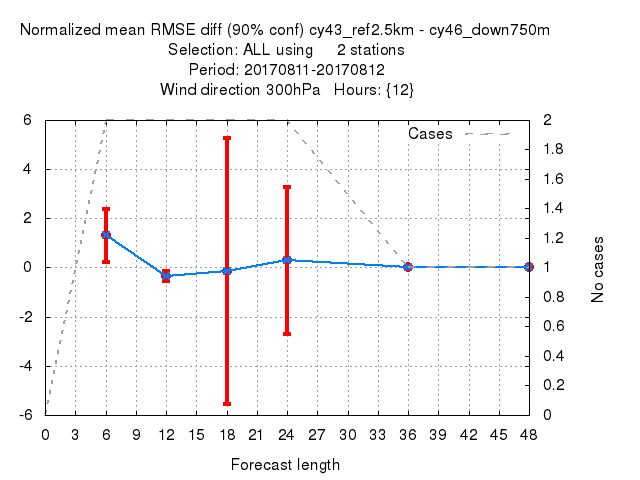 Normalized mean RMSE diff (90% conf) cy43_ref2.5km - cy46_down750m
Selection: ALL using 2 stations
Period: 20170811-20170812
Wind direction 300hPa Hours: {12}
Cases
6
4
2
0
-2
-4
-6
2
1.8
1.6
1.4
1.2
1
0.8
0.6
0.4
0.2
0
No cases
0 3 6 9 12 15 18 21 24 27 30 33 36 39 42 45 48
Forecast length